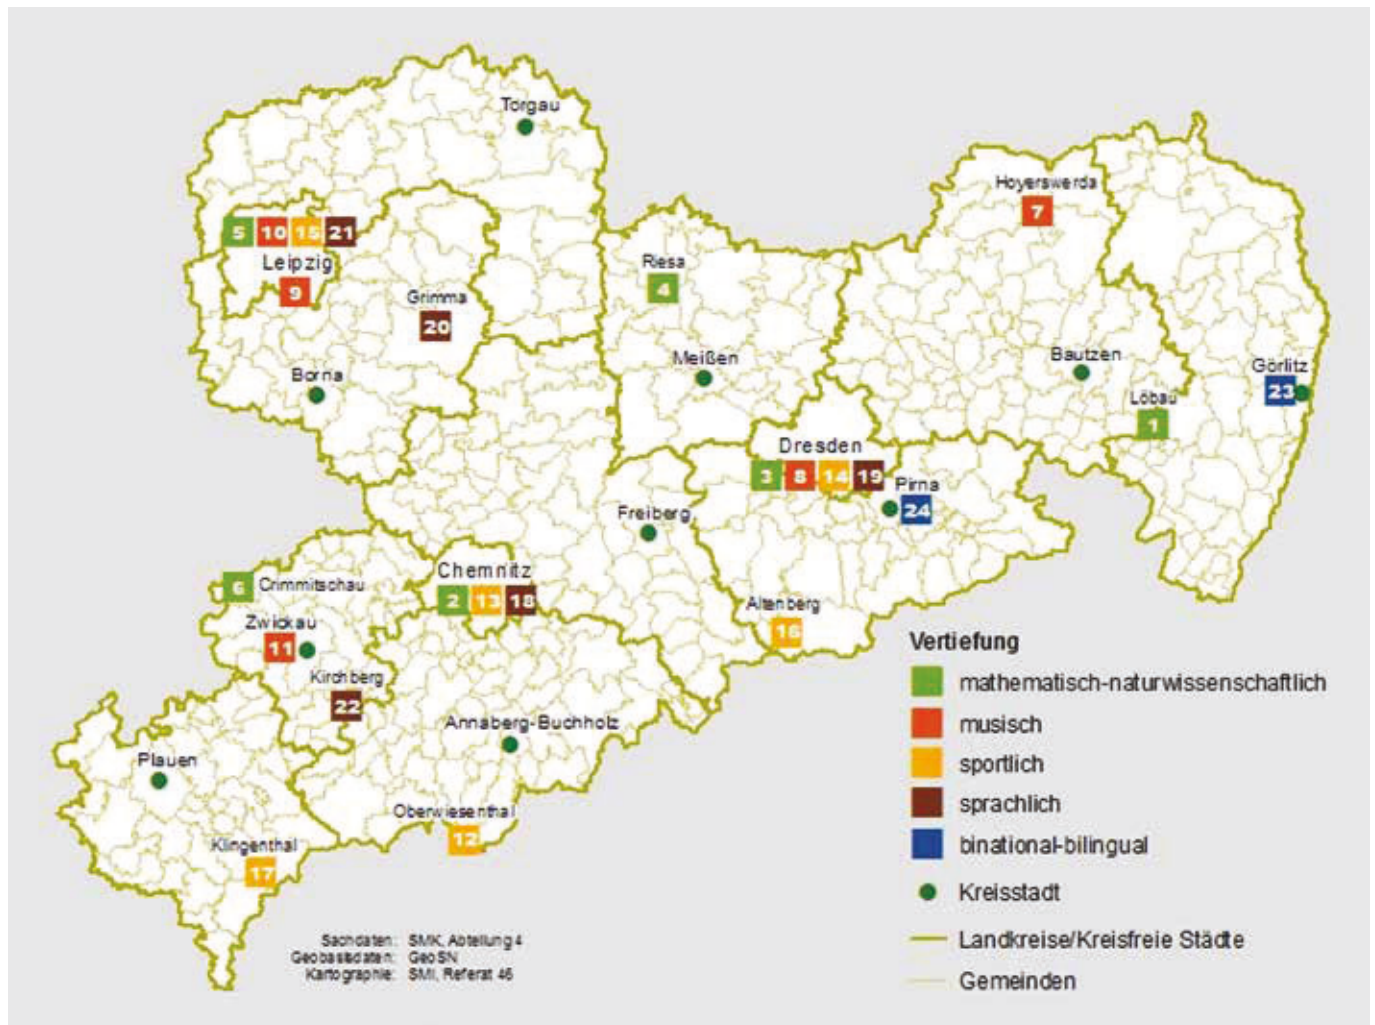 Torgau
Hoyerswerda
7
5 10 15 21
Leipzig
9
Riesa
4
Grimma
20
Meißen
Bautzen
Görlitz
23
Borna
Löbau
1
Dresden
3 8 14 19
Pirna
24
Freiberg
Chemnitz
2 13 18
6 Crimmitschau
Altenberg
16
Zwickau
11
Kirchberg
22
Annaberg-Buchholz
Plauen
Oberwiesenthal
12
Klingenthal
17
Vertiefung
mathematisch-naturwissenschaftlich
musisch
sportlich
sprachlich
binational-bilingual
Kreisstadt
Landkreise/Kreisfreie Städte
Gemeinden
Sachdaten: SMK, Abteilung 4
Geobasisdaten: GeoSN
Kartographie: SMI, Referat 46